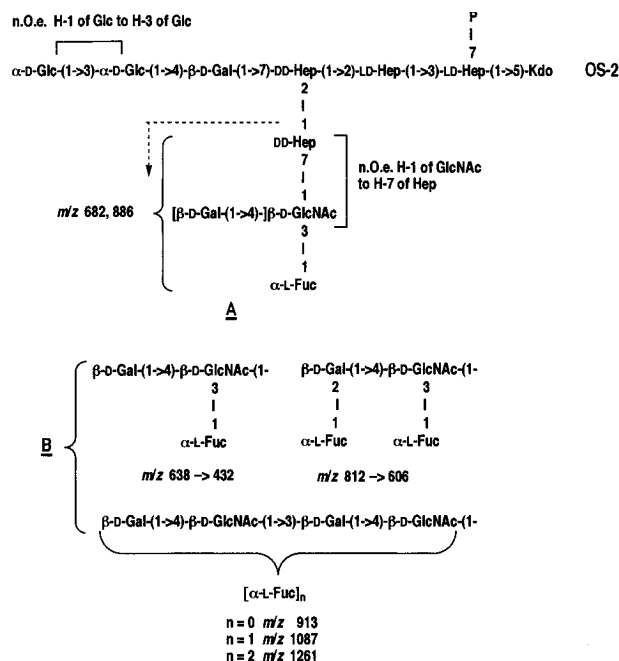 n.O.e. H-1 of Glc to H-3 of Glc
P
I
7
α-D-Glc-(1->3)-α-D-Glc-(1->4)-β-D-Gal-(1->7)-DD-Hep-(1->2)-LD-Hep-(1->3)-LD-Hep-(1->5)-Kdo OS-2
2
I
I
1
DD-Hep
7
I
I
1
n.O.e. H-1 of GlcNAc
to H-7 of Hep
m/z 682, 886
[β-D-Gal-(1->4)-]β-D-GlcNAc
3
I
I
1
α-L-Fuc
A
β-D-Gal-(1->4)-β-D-GlcNAc-(1- β-D-Gal-(1->4)-β-D-GlcNAc-(1-
3 2 3
I I I
I I I
1 1 1
B
α-L-Fuc α-L-Fuc α-L-Fuc
m/z 638 -> 432 m/z 812 -> 606
β-D-Gal-(1->4)-β-D-GlcNAc-(1->3)-β-D-Gal-(1->4)-β-D-GlcNAc-(1-
[α-L-Fuc]n
n = 0 m/z 913
n = 1 m/z 1087
n = 2 m/z 1261